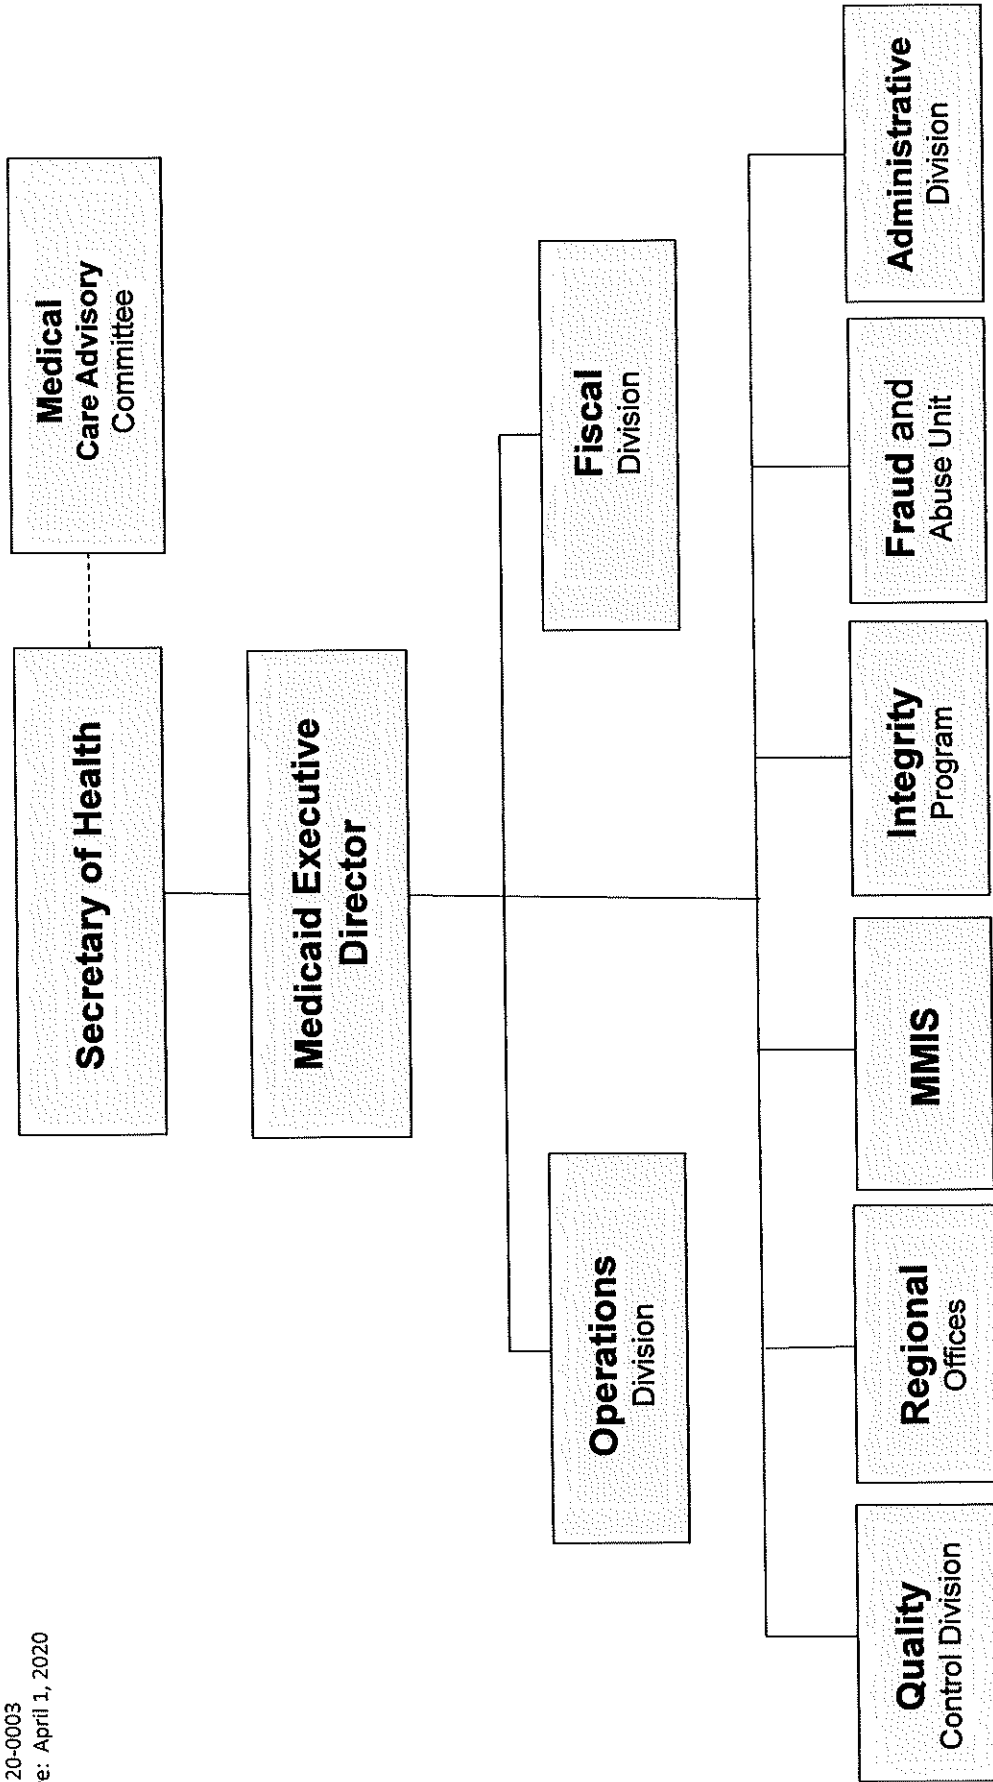 20-0003
e: April 1, 2020
Secretary of Health
Medical
Care Advisory
Committee
Medicaid Executive
Director
Operations
Division
Fiscal
Division
Quality
Control Division
Regional
Offices
MMIS
Integrity
Program
Fraud and
Abuse Unit
Administrative
Division